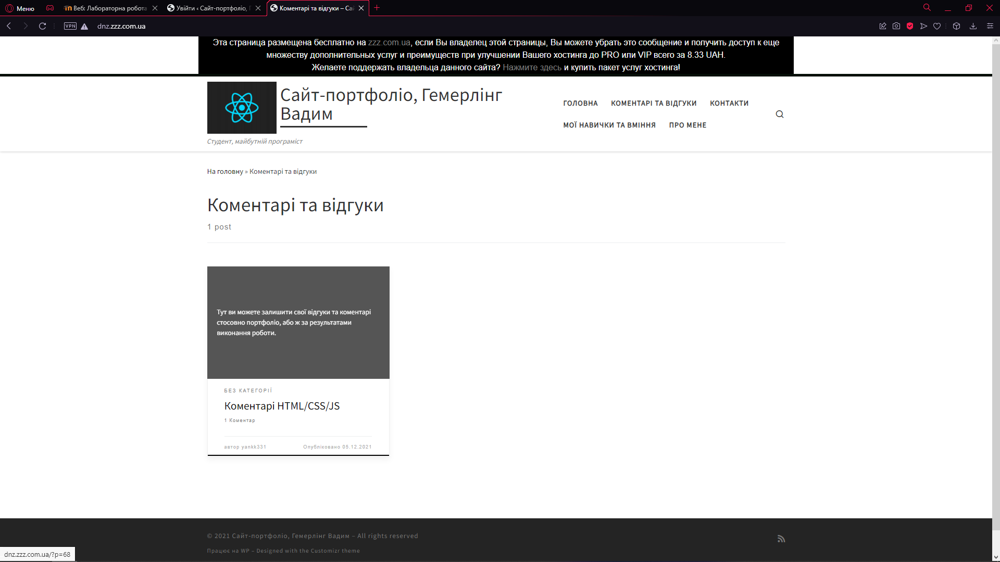 Меню
Веб: Лабораторна робота
Увійти ‹ Сайт-портфоліо, Г
Коментарі та відгуки – Сай
VPN
dnz.zzz.com.ua
Эта страница размещена бесплатно на zzz.com.ua, если Вы владелец этой страницы, Вы можете убрать это сообщение и получить доступ к еще
множеству дополнительных услуг и преимуществ при улучшении Вашего хостинга до PRO или VIP всего за 8.33 UAH.
Желаете поддержать владельца данного сайта? Нажмите здесь и купить пакет услуг хостинга!
Сайт-портфоліо, Гемерлінг
Вадим
Студент, майбутній програміст
ГОЛОВНА
КОМЕНТАРІ ТА ВІДГУКИ
КОНТАКТИ
МОЇ НАВИЧКИ ТА ВМІННЯ
ПРО МЕНЕ
На головну » Коментарі та відгуки
Коментарі та відгуки
1 post
Тут ви можете залишити свої відгуки та коментарі
стосовно портфоліо, або ж за результатами
виконання роботи.
БЕЗ КАТЕГОРІЇ
Коментарі HTML/CSS/JS
1 Коментар
автор yankk331
Опубліковано 05.12.2021
© 2021 Сайт-портфоліо, Гемерлінг Вадим – All rights reserved
Працює на WP – Designed with the Customizr theme
dnz.zzz.com.ua/?p=68